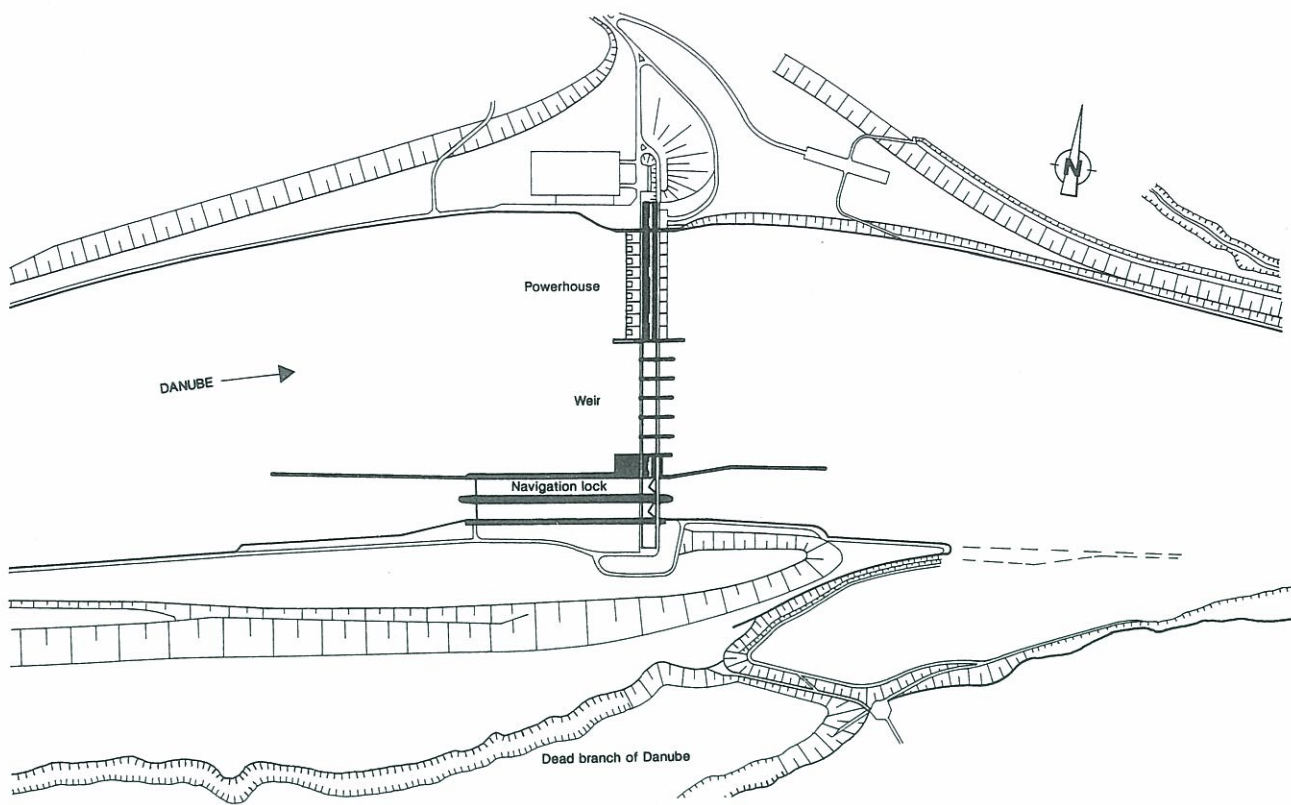 N
Powerhouse
DANUBE
Weir
Navigation lock
Dead branch of Danube